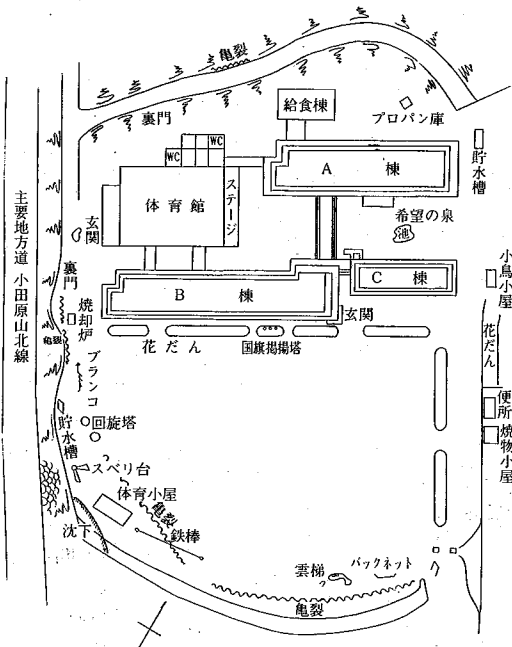 亀裂
裏門
給食棟
プロパン庫
貯水槽
WC
WC
A 棟
体育館
ステージ
希望の泉
池
玄関
主要地方道 小田原山北線
裏門
C 棟
小鳥小屋
B 棟
玄関
焼却炉
花だん
国旗掲揚塔
花だん
亀裂
ブランコ
便所
貯水槽
回旋塔
焼物小屋
スベリ台
体育小屋
亀裂
沈下
鉄棒
雲梯
バックネット
亀裂